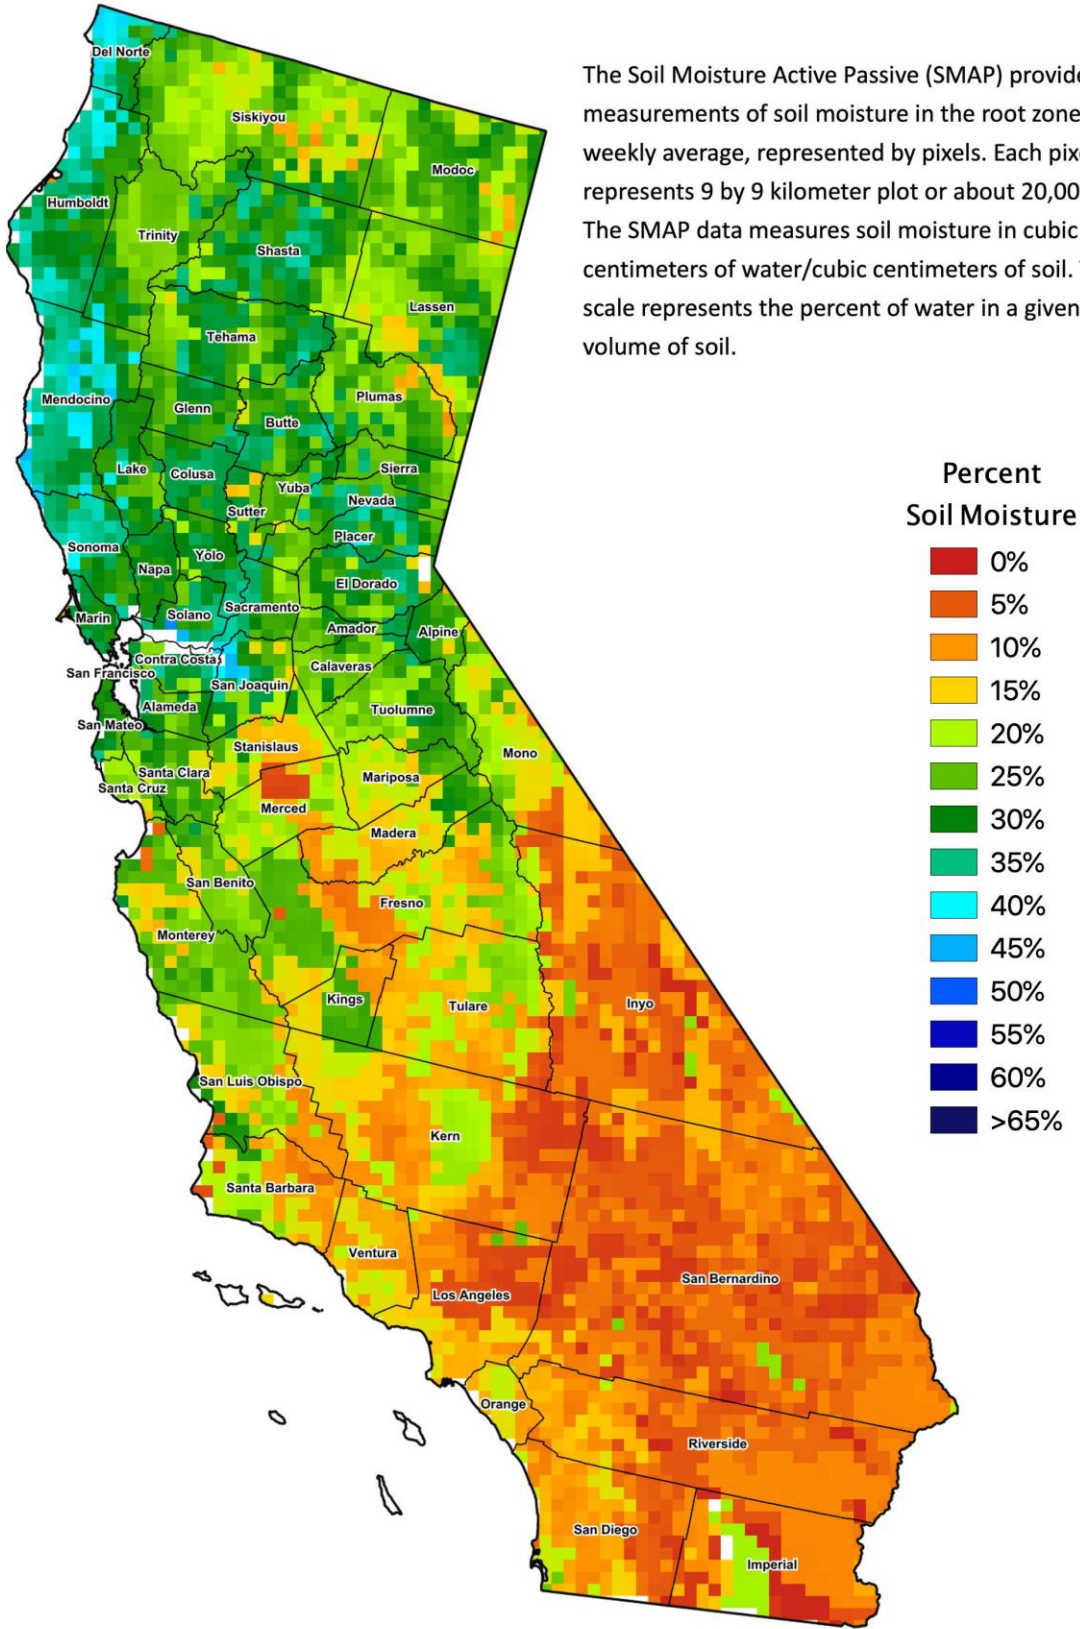 The Soil Moisture Active Passive (SMAP) provide
measurements of soil moisture in the root zone
weekly average, represented by pixels. Each pixe
represents 9 by 9 kilometer plot or about 20,00
The SMAP data measures soil moisture in cubic
centimeters of water/cubic centimeters of soil.
scale represents the percent of water in a given
volume of soil.
Del Norte
Siskiyou
Modoc
Humboldt
Trinity
Shasta
Lassen
Tehama
Mendocino
Glenn
Butte
Plumas
Lake
Colusa
Yuba
Sierra
Sutter
Nevada
Placer
Sonoma
Napa
Yolo
El Dorado
Marin
Solano
Sacramento
Amador
Alpine
Contra Costa
San Francisco
San Joaquin
Calaveras
Alameda
Tuolumne
San Mateo
Santa Clara
Stanislaus
Mono
Santa Cruz
Merced
Mariposa
Madera
San Benito
Fresno
Monterey
Kings
Tulare
Inyo
San Luis Obispo
Kern
Santa Barbara
Ventura
Los Angeles
San Bernardino
Orange
Riverside
San Diego
Imperial
Percent
Soil Moisture
0%
5%
10%
15%
20%
25%
30%
35%
40%
45%
50%
55%
60%
>65%